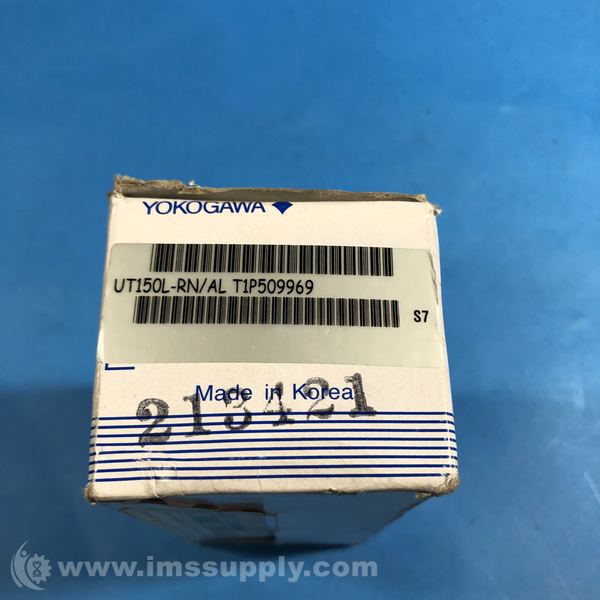 YOKOGAWA
UT150L-RN/AL T1P509969
S7
Made in Korea
213421
www.imssupply.com